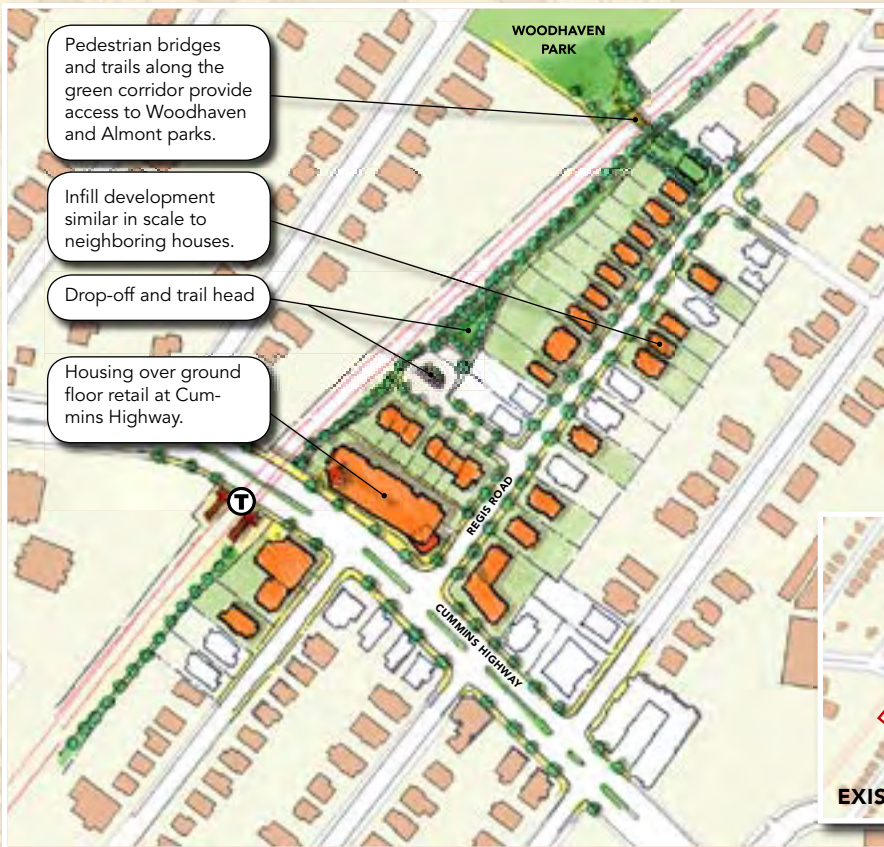 WOODHAVEN
PARK
Pedestrian bridges
and trails along the
green corridor provide
access to Woodhaven
and Almont parks.
Infill development
similar in scale to
neighboring houses.
Drop-off and trail head
Housing over ground
floor retail at Cum-
mins Highway.
T
REGIS ROAD
CUMMINS HIGHWAY
EXIS